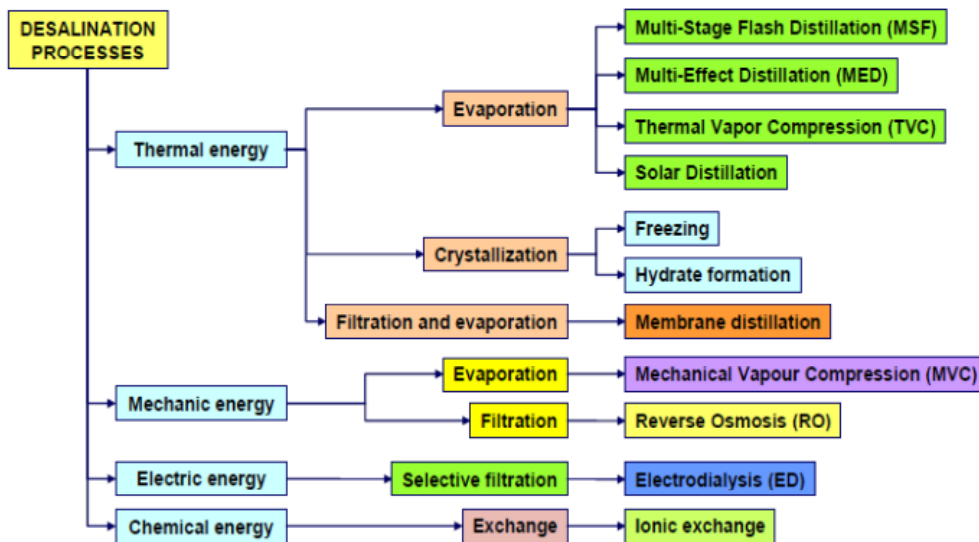 DESALINATION
PROCESSES
Multi-Stage Flash Distillation (MSF)
Multi-Effect Distillation (MED)
Evaporation
Thermal Vapor Compression (TVC)
Thermal energy
Solar Distillation
Freezing
Crystallization
Hydrate formation
Filtration and evaporation
Membrane distillation
Evaporation
Mechanical Vapour Compression (MVC)
Mechanic energy
Filtration
Reverse Osmosis (RO)
Electric energy
Selective filtration
Electrodialysis (ED)
Chemical energy
Exchange
Ionic exchange